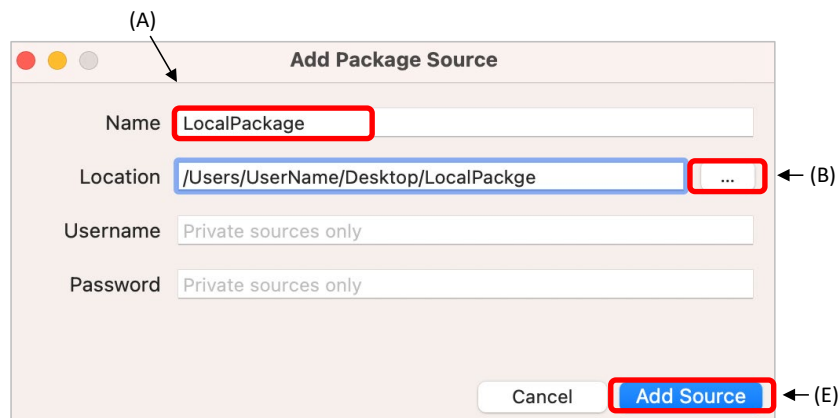 (A)
Add Package Source
Name LocalPackage
Location /Users/UserName/Desktop/LocalPackge ... (B)
Username Private sources only
Password Private sources only
Cancel Add Source (E)